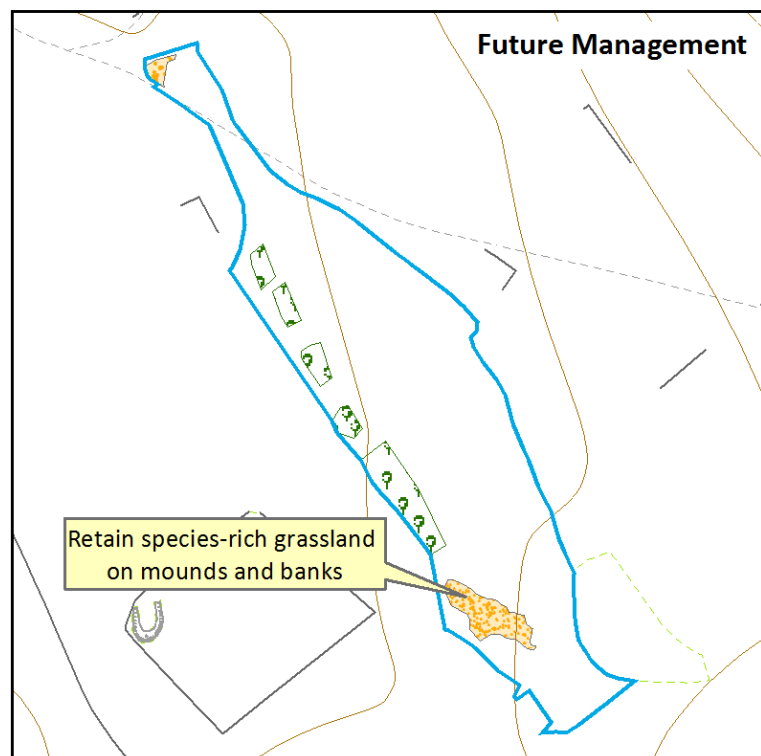 Future Management
Retain species-rich grassland
on mounds and banks